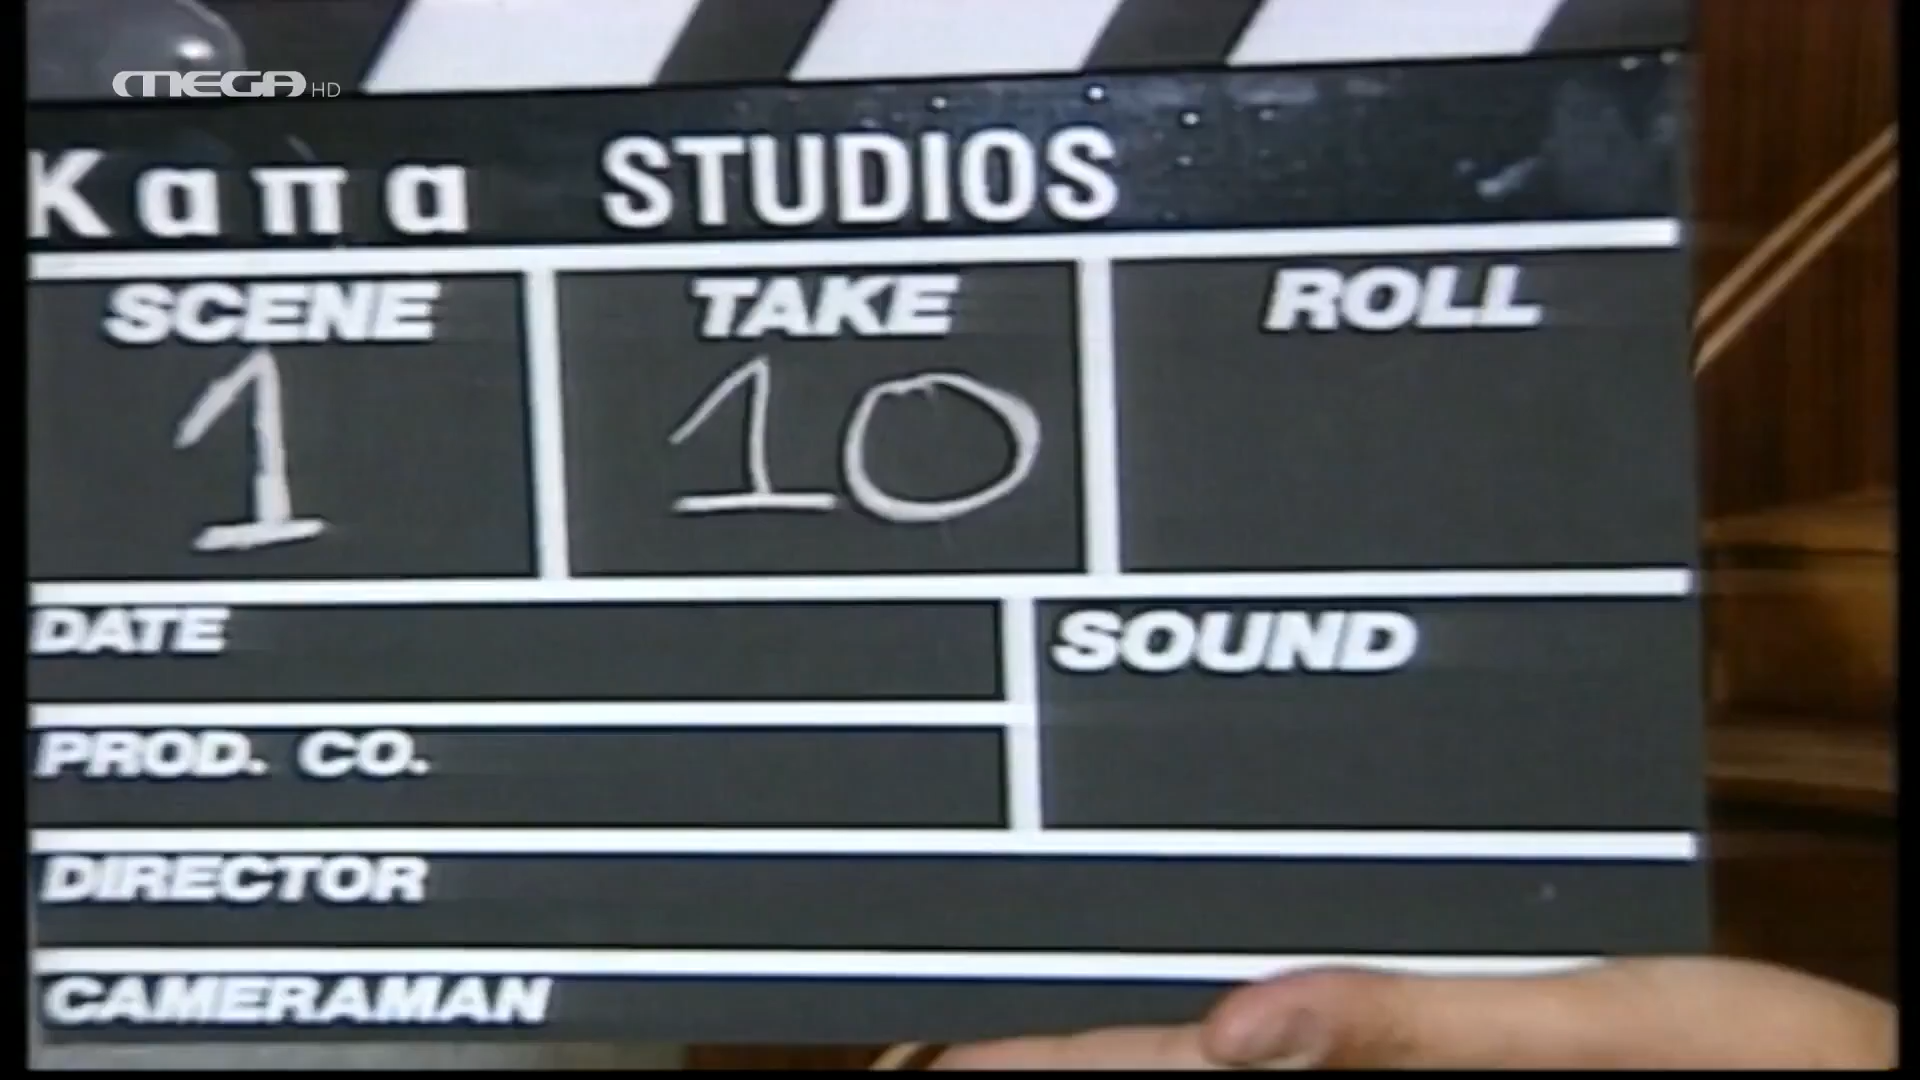 MEGA HD
Καπα STUDIOS
SCENE TAKE ROLL
1 10
DATE
SOUND
PROD. CO.
DIRECTOR
CAMERAMAN